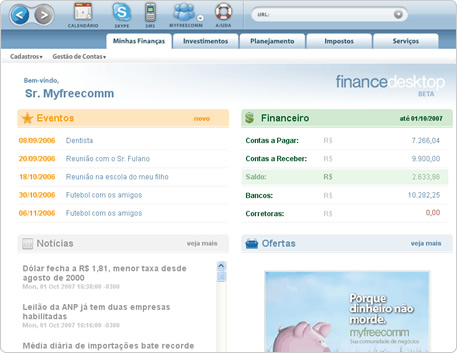 CALENDÁRIO SKYPE SMS MYFREECOMM AJUDA URL:
Minhas Finanças Investimentos Planejamento Impostos Serviços
Cadastros Gestão de Contas
Bem-vindo,
Sr. Myfreecomm
financedesktop
BETA
Eventos novo
08/09/2006 Dentista
20/09/2006 Reunião com o Sr. Fulano
18/10/2006 Reunião na escola do meu filho
30/10/2006 Futebol com os amigos
06/11/2006 Futebol com os amigos
Financeiro até 01/10/2007
Contas a Pagar: R$ 7.266,04
Contas a Receber: R$ 9.900,00
Saldo: R$ 2.633,96
Bancos: R$ 10.282,25
Corretoras: R$ 0,00
Notícias veja mais
Dólar fecha a R$ 1,81, menor taxa desde
agosto de 2000
Mon, 01 Oct 2007 16:38:00 -0300
Leilão da ANP já tem duas empresas
habilitadas
Mon, 01 Oct 2007 16:16:00 -0300
Média diária de importações bate recorde
Ofertas veja mais
Porque
dinheiro não
morde.
myfreecomm
Sua comunidade de negócios